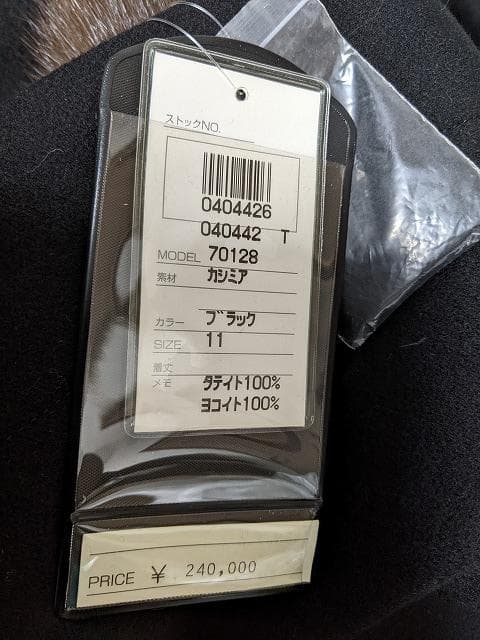 ストックNO.
0404426
040442 T
MODEL 70128
素材 カシミア
カラー ブラック
SIZE 11
着丈
メモ タテイト100%
ヨコイト100%
PRICE ¥ 240,000